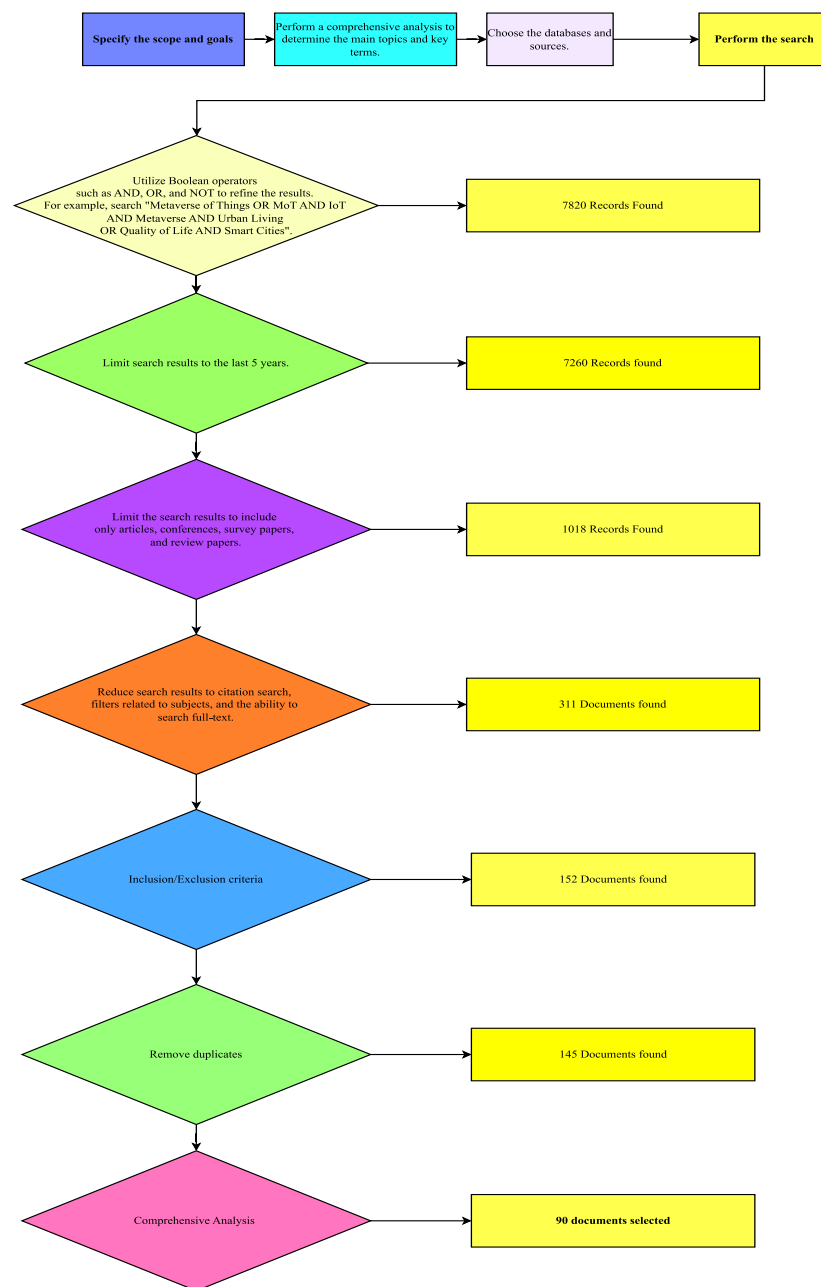 Specify the scope and goals
Perform a comprehensive analysis to
determine the main topics and key
terms.
Choose the databases and
sources.
Perform the search
Utilize Boolean operators
such as AND, OR, and NOT to refine the results.
For example, search "Metaverse of Things OR MoT AND IoT
AND Metaverse AND Urban Living
OR Quality of Life AND Smart Cities".
7820 Records Found
Limit search results to the last 5 years.
7260 Records found
Limit the search results to include
only articles, conferences, survey papers,
and review papers.
1018 Records Found
Reduce search results to citation search,
filters related to subjects, and the ability to
search full-text.
311 Documents found
Inclusion/Exclusion criteria
152 Documents found
Remove duplicates
145 Documents found
Comprehensive Analysis
90 documents selected